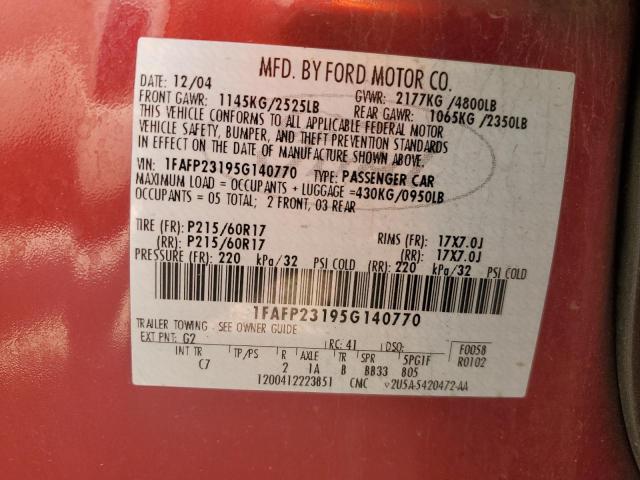 MFD. BY FORD MOTOR CO.
DATE: 12/04 GVWR: 2177KG /4800LB
FRONT GAWR: 1145KG/2525LB REAR GAWR: 1065KG /2350LB
THIS VEHICLE CONFORMS TO ALL APPLICABLE FEDERAL MOTOR
VEHICLE SAFETY, BUMPER, AND THEFT PREVENTION STANDARDS
IN EFFECT ON THE DATE OF MANUFACTURE SHOWN ABOVE.
VIN: 1FAFP23195G140770 TYPE: PASSENGER CAR
MAXIMUM LOAD = OCCUPANTS + LUGGAGE =430KG/0950LB
OCCUPANTS = 05 TOTAL: 2 FRONT, 03 REAR
TIRE (FR): P215/60R17 RIMS (FR): 17X7.0J
(RR): P215/60R17 (RR): 17X7.0J
PRESSURE (FR): 220 kPa/32 PSI COLD (RR): 220 kPa/32 PSI COLD
1FAFP23195G140770
TRAILER TOWING - SEE OWNER GUIDE
EXT PNT: G2 RC: 41 DSO: F0058
R0102
INT TR TP/PS R AXLE TR SPR SPG1F
C7 2 1A B BB33 805
1200412223851 CMC v2U5A-5420472-AA